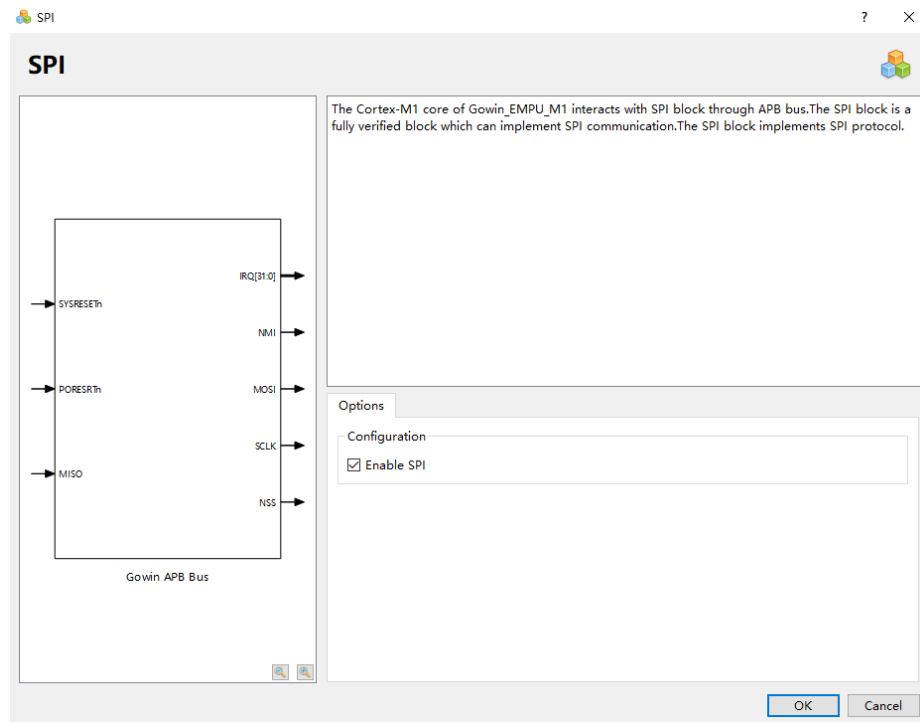 SPI
SPI
The Cortex-M1 core of Gowin_EMPU_M1 interacts with SPI block through APB bus.The SPI block is a
fully verified block which can implement SPI communication.The SPI block implements SPI protocol.
IRQ[31:0]
SYSRESETn
NMI
PORESRTn
MOSI
SCLK
MISO
NSS
Gowin APB Bus
Options
Configuration
Enable SPI
OK
Cancel